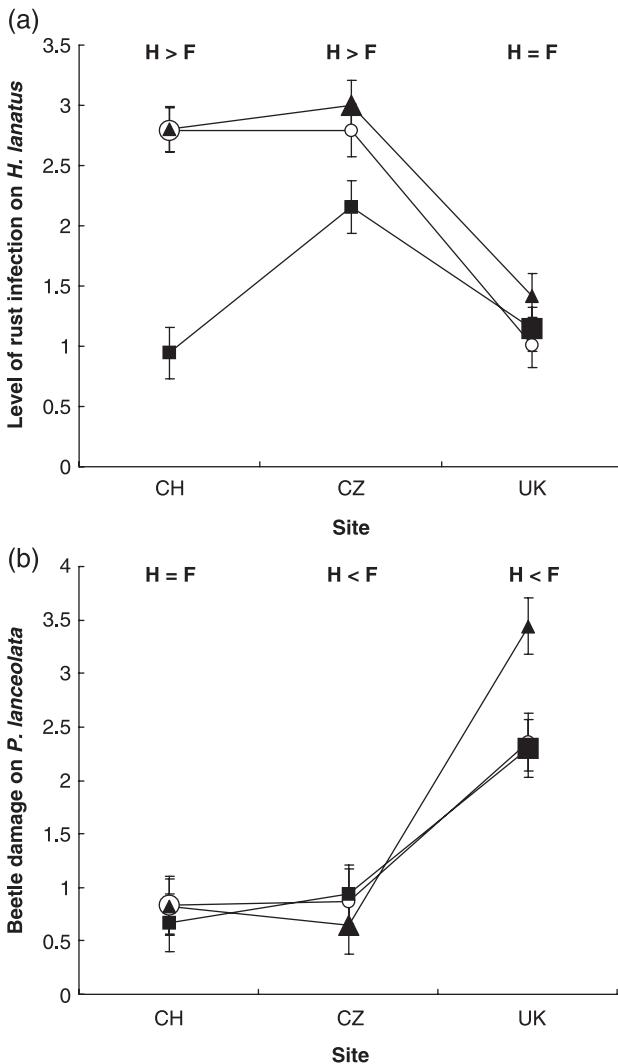 (a)
H > F H > F H = F
3.5
3
2.5
2
1.5
1
0.5
0
Level of rust infection on H. lanatus
CH CZ UK
Site
(b)
H = F H < F H < F
4
3.5
3
2.5
2
1.5
1
0.5
0
Beetle damage on P. lanceolata
CH CZ UK
Site